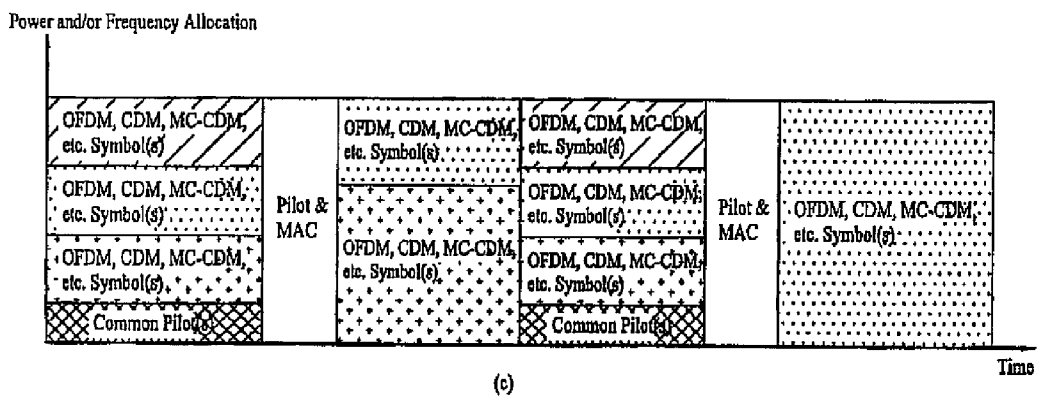 Power and/or Frequency Allocation
OFDM, CDM, MC-CDM,
etc. Symbol(s)
OFDM, CDM, MC-CDM,
etc. Symbol(s)
OFDM, CDM, MC-CDM,
etc. Symbol(s)
Common Pilot(s)
Pilot &
MAC
OFDM, CDM, MC-CDM,
etc. Symbol(s)
OFDM, CDM, MC-CDM,
etc. Symbol(s)
OFDM, CDM, MC-CDM,
etc. Symbol(s)
OFDM, CDM, MC-CDM,
etc. Symbol(s)
OFDM, CDM, MC-CDM,
etc. Symbol(s)
Common Pilot(s)
Pilot &
MAC
OFDM, CDM, MC-CDM,
etc. Symbol(s)
Time
(c)